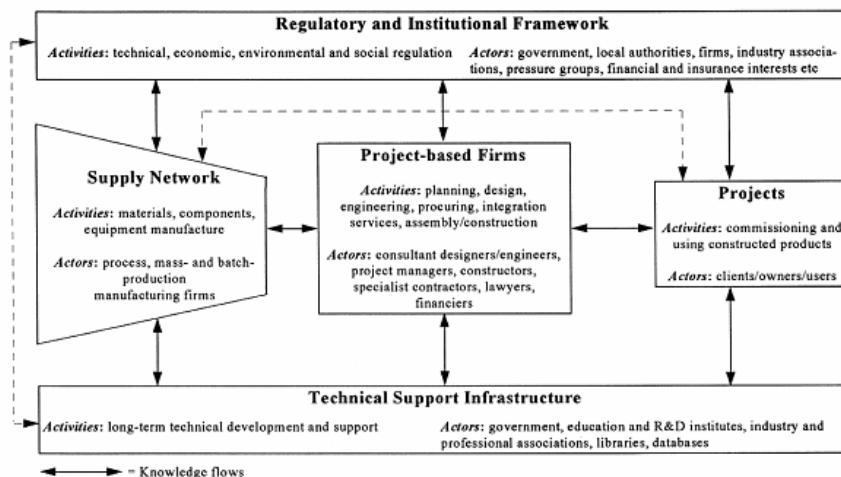 Regulatory and Institutional Framework
Activities: technical, economic, environmental and social regulation
Actors: government, local authorities, firms, industry associa-
tions, pressure groups, financial and insurance interests etc
Supply Network
Activities: materials, components,
equipment manufacture
Actors: process, mass- and batch-
production
manufacturing firms
Project-based Firms
Activities: planning, design,
engineering, procuring, integration
services, assembly/construction
Actors: consultant designers/engineers,
project managers, constructors,
specialist contractors, lawyers,
financiers
Projects
Activities: commissioning and
using constructed products
Actors: clients/owners/users
Technical Support Infrastructure
Activities: long-term technical development and support
Actors: government, education and R&D institutes, industry and
professional associations, libraries, databases
= Knowledge flows